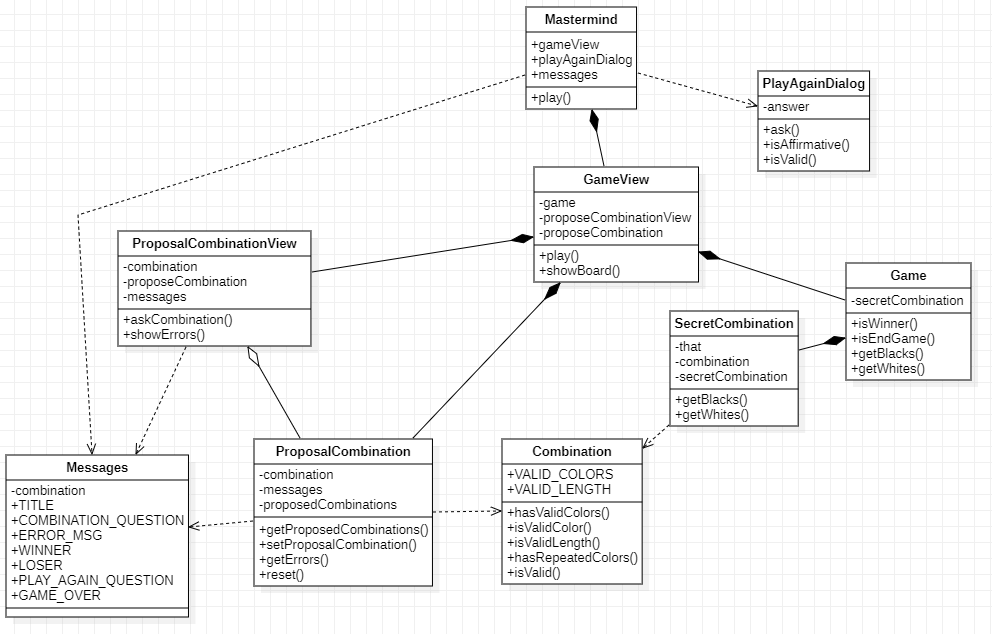 Mastermind
+gameView
+playAgainDialog
+messages
+play()
PlayAgainDialog
-answer
+ask()
+isAffirmative()
+isValid()
GameView
-game
-proposeCombinationView
-proposeCombination
+play()
+showBoard()
ProposalCombinationView
-combination
-proposeCombination
-messages
+askCombination()
+showErrors()
Game
-secretCombination
+isWinner()
+isEndGame()
+getBlacks()
+getWhites()
SecretCombination
-that
-combination
-secretCombination
+getBlacks()
+getWhites()
Messages
-combination
+TITLE
+COMBINATION_QUESTION
+ERROR_MSG
+WINNER
+LOSER
+PLAY_AGAIN_QUESTION
+GAME_OVER
ProposalCombination
-combination
-messages
-proposedCombinations
+getProposedCombinations()
+setProposalCombination()
+getErrors()
+reset()
Combination
+VALID_COLORS
+VALID_LENGTH
+hasValidColors()
+isValidColor()
+isValidLength()
+hasRepeatedColors()
+isValid()